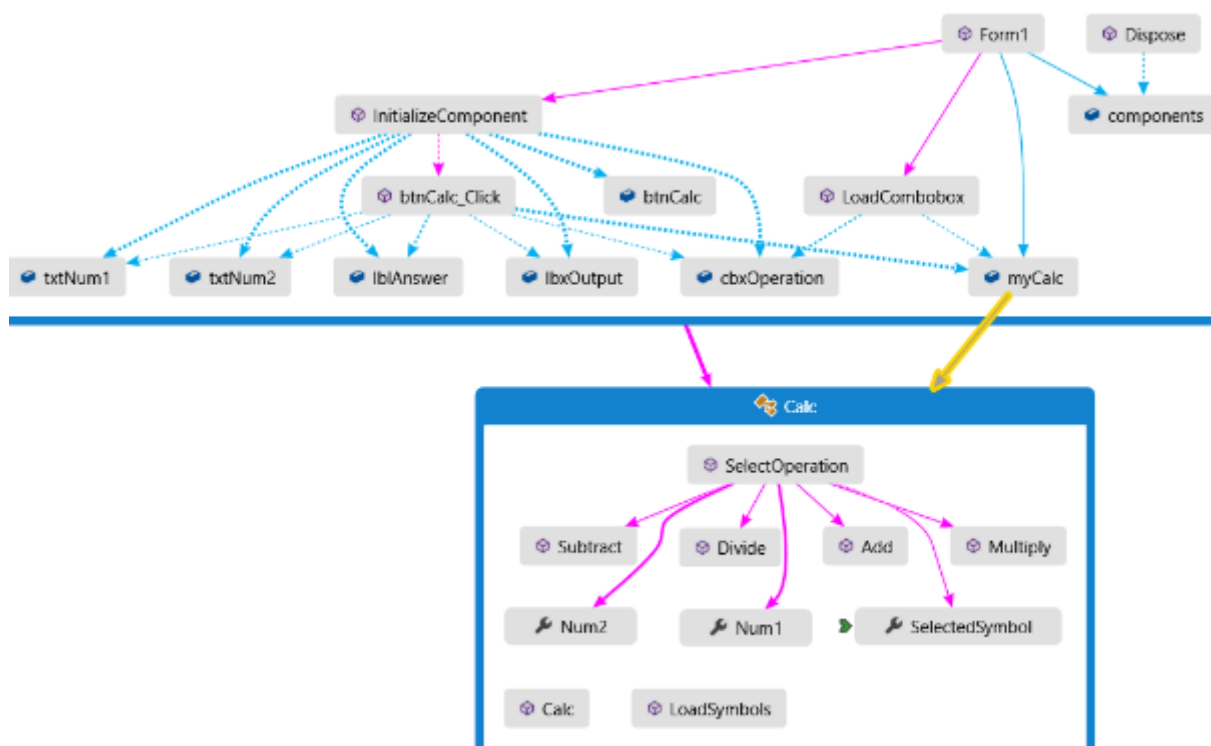 Form1
Dispose
InitializeComponent
components
btnCalc_Click
btnCalc
LoadCombobox
txtNum1
txtNum2
lblAnswer
lbxOutput
cbxOperation
myCalc
Calc
SelectOperation
Subtract
Divide
Add
Multiply
Num2
Num1
SelectedSymbol
Calc
LoadSymbols